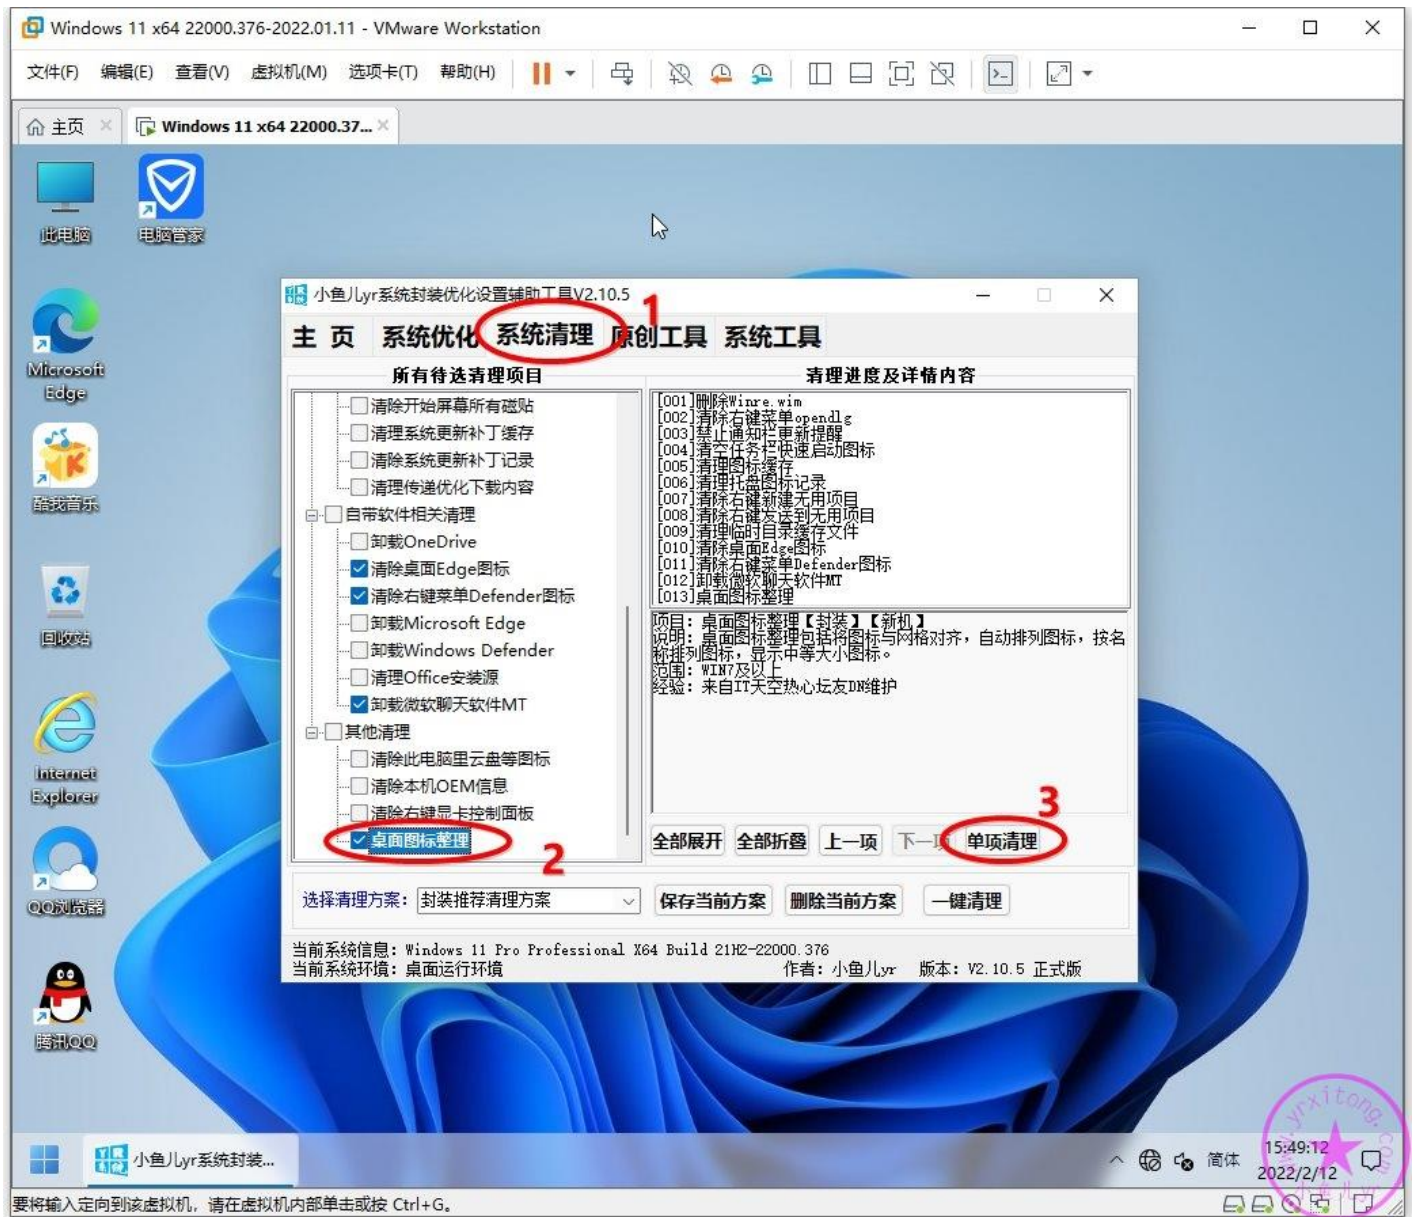 Windows 11 x64 22000.376-2022.01.11 - VMware Workstation
文件(F) 编辑(E) 查看(V) 虚拟机(M) 选项卡(T) 帮助(H)
主页 Windows 11 x64 22000.37...
此电脑 电脑管家
小鱼儿yr系统封装优化设置辅助工具V2.10.5
1
主 页 系统优化 系统清理 原创工具 系统工具
Microsoft
Edge
酷我音乐
回收站
Internet
Explorer
QQ浏览器
腾讯QQ
所有待选清理项目
清除开始屏幕所有磁贴
清理系统更新补丁缓存
清除系统更新补丁记录
清理传递优化下载内容
自带软件相关清理
卸载OneDrive
清除桌面Edge图标
清除右键菜单Defender图标
卸载Microsoft Edge
卸载Windows Defender
清理Office安装源
卸载微软聊天软件MT
其他清理
清除此电脑里云盘等图标
清除本机OEM信息
清除右键显卡控制面板
桌面图标整理
2
清理进度及详情内容
[001]删除Winre.wim
[002]清除右键菜单opendlg
[003]禁止通知栏更新提醒
[004]清空任务栏快速启动图标
[005]清理图标缓存
[006]清理托盘图标记录
[007]清除右键新建无用项目
[008]清除右键发送到无用项目
[009]清理临时目录缓存文件
[010]清除桌面Edge图标
[011]清除右键菜单Defender图标
[012]卸载微软聊天软件MT
[013]桌面图标整理
项目：桌面图标整理【封装】【新机】
说明：桌面图标整理包括将图标与网格对齐，自动排列图标，按名
称排列图标，显示中等大小图标。
范围：WIN7及以上
经验：来自IT天空热心坛友DN维护
3
全部展开 全部折叠 上一项 下一项 单项清理
选择清理方案： 封装推荐清理方案 保存当前方案 删除当前方案 一键清理
当前系统信息：Windows 11 Pro Professional X64 Build 21H2-22000.376
当前系统环境：桌面运行环境 作者：小鱼儿yr 版本：V2.10.5 正式版
小鱼儿yr系统封装... 简体 15:49:12
2022/2/12
www.yrxitong.com
小鱼儿yr
要将输入定向到该虚拟机，请在虚拟机内部单击或按 Ctrl+G。